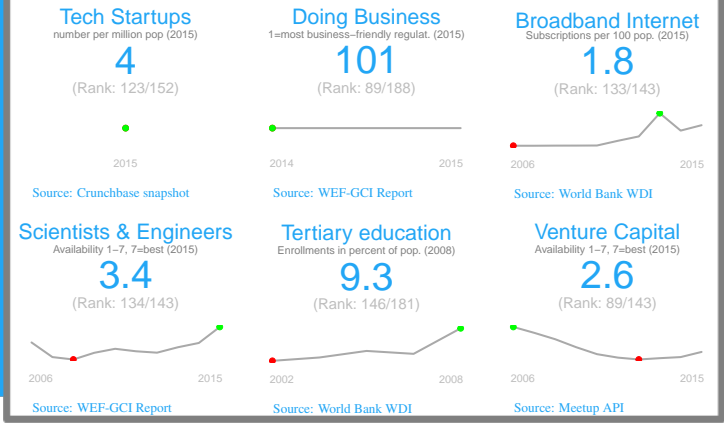 Tech Startups
number per million pop (2015)
4
(Rank: 123/152)
2015
Source: Crunchbase snapshot
Doing Business
1=most business−friendly regulat. (2015)
101
(Rank: 89/188)
2014 2015
Source: WEF-GCI Report
Broadband Internet
Subscriptions per 100 pop. (2015)
1.8
(Rank: 133/143)
2006 2015
Source: World Bank WDI
Scientists & Engineers
Availability 1−7, 7=best (2015)
3.4
(Rank: 134/143)
2006 2015
Source: WEF-GCI Report
Tertiary education
Enrollments in percent of pop. (2008)
9.3
(Rank: 146/181)
2002 2008
Source: World Bank WDI
Venture Capital
Availability 1−7, 7=best (2015)
2.6
(Rank: 89/143)
2006 2015
Source: Meetup API